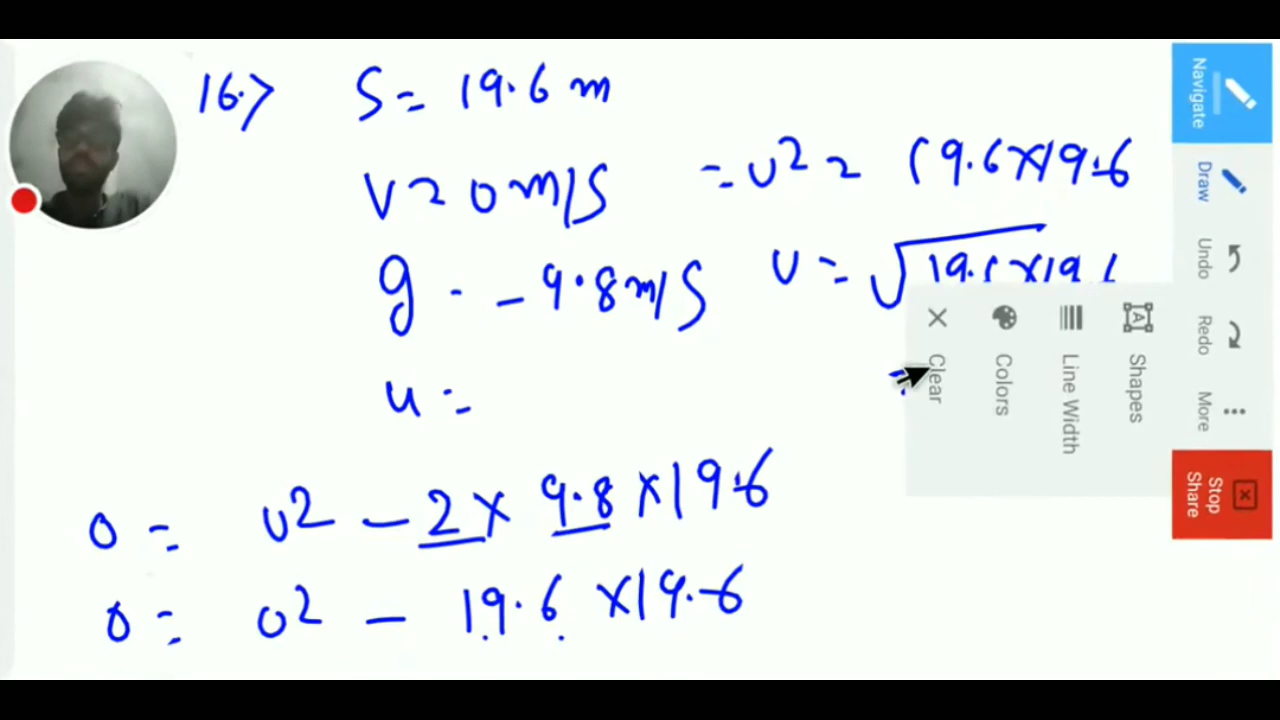 16.> S = 19.6 m
v = 0 m/s
= u² = 19.6×19.6
g = -9.8 m/s
u = √19.6×19.6
u =
0 = u² - 2 × 9.8 × 19.6
0 = u² - 19.6 × 19.6
Navigate
Draw
Undo
Redo
More
Stop
Share
Shapes
Line Width
Colors
Clear